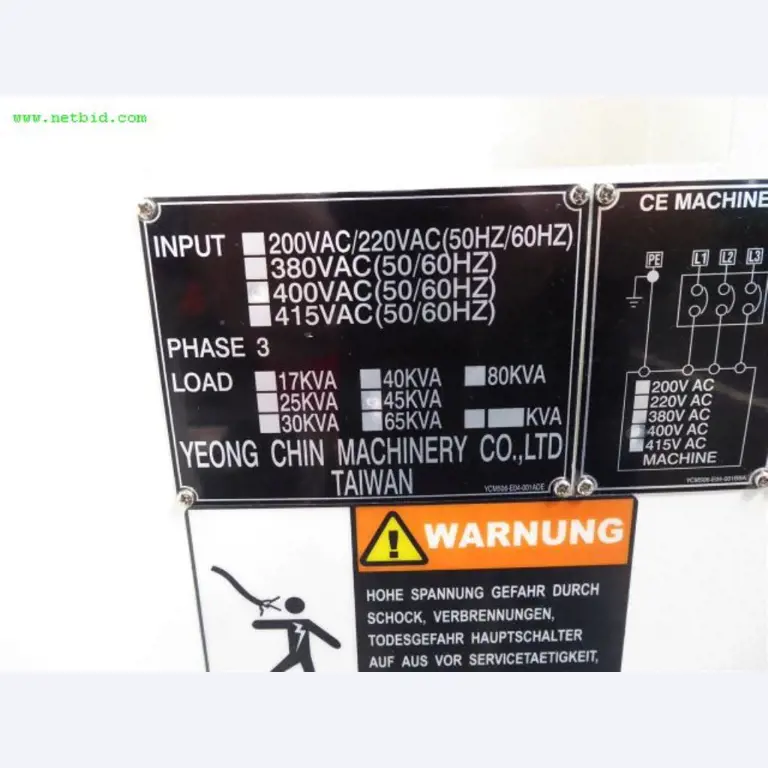 www.netbid.com
INPUT 200VAC/220VAC(50HZ/60HZ)
380VAC(50/60HZ)
400VAC(50/60HZ)
415VAC(50/60HZ)
PHASE 3
LOAD 17KVA 40KVA 80KVA
25KVA 45KVA
30KVA 65KVA KVA
YEONG CHIN MACHINERY CO.,LTD
TAIWAN
YCM506-E04-001ADE
CE MACHINE
PE L1 L2 L3
200V AC
220V AC
380V AC
400V AC
415V AC
MACHINE
WARNUNG
HOHE SPANNUNG GEFAHR DURCH
SCHOCK, VERBRENNUNGEN,
TODESGEFAHR HAUPTSCHALTER
AUF AUS VOR SERVICETAETIGKEIT,